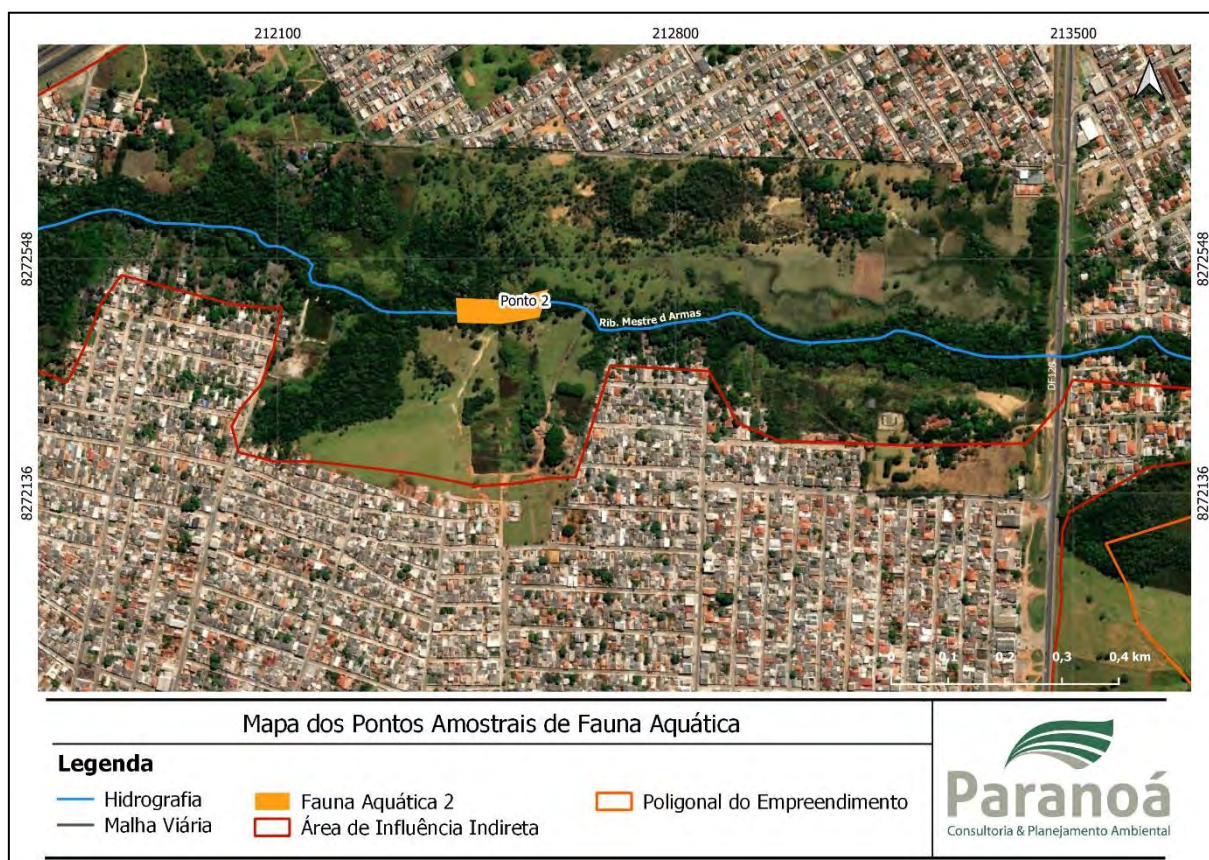 212100
212800
213500
8272548
8272548
Ponto 2
Rib. Mestre d Armas
DF128
8272136
8272136
0
0,1
0,2
0,3
0,4 km
Mapa dos Pontos Amostrais de Fauna Aquática
Legenda
Hidrografia
Fauna Aquática 2
Poligonal do Empreendimento
Malha Viária
Área de Influência Indireta
Paranoá
Consultoria & Planejamento Ambiental